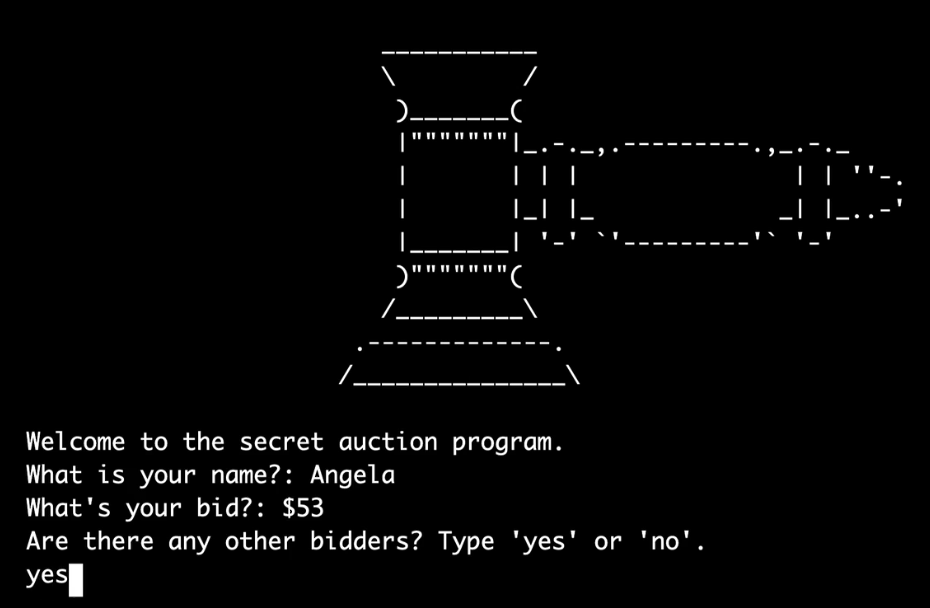 Welcome to the secret auction program.
What is your name?: Angela
What's your bid?: $53
Are there any other bidders? Type 'yes' or 'no'.
yes